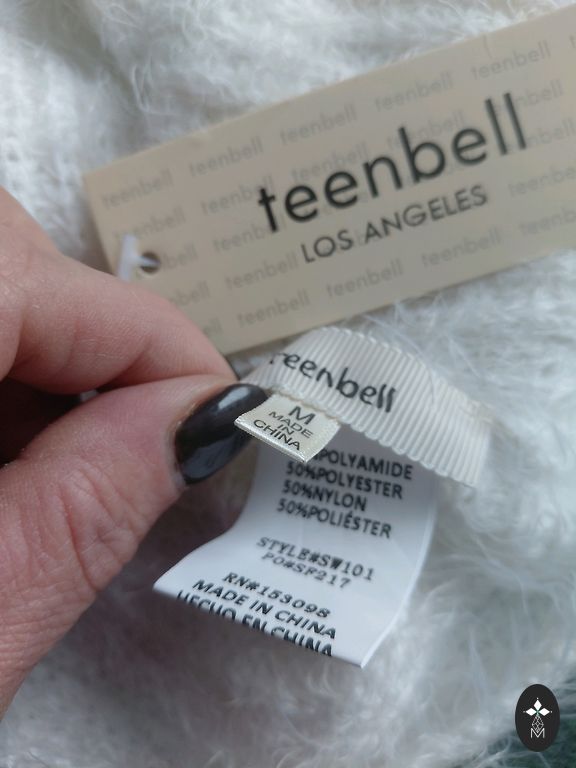 teenbell
LOS ANGELES
teenbell
M
MADE
IN
CHINA
%POLYAMIDE
50%POLYESTER
50%NYLON
50%POLIÉSTER
STYLE#SW101
PO#SF217
RN#153098
MADE IN CHINA
HECHO EN CHINA
M